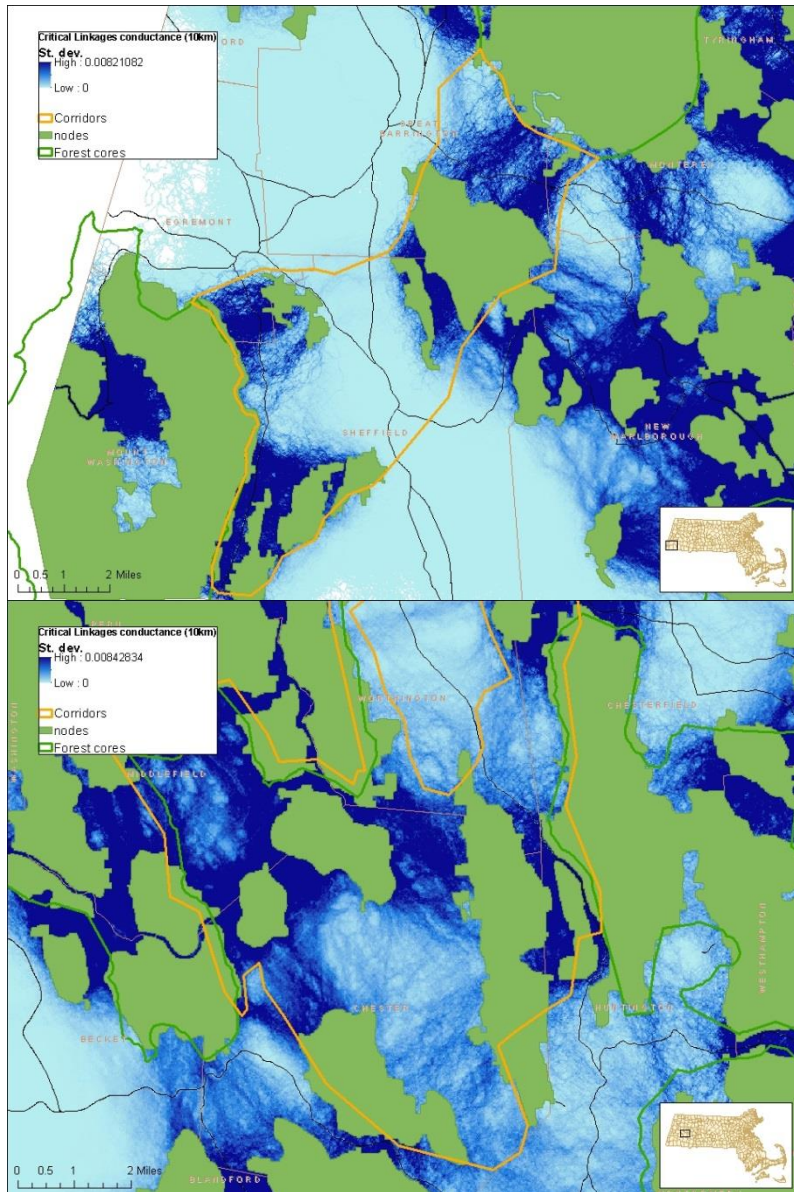 Critical Linkages conductance (10km)
St. dev.
High : 0.00821082
Low : 0
Corridors
nodes
Forest cores
TYRINGHAM
GREAT
BARRINGTON
MONTEREY
EGREMONT
SHEFFIELD
NEW
MARLBOROUGH
MOUNT
WASHINGTON
0 0.5 1 2 Miles
Critical Linkages conductance (10km)
St. dev.
High : 0.00842834
Low : 0
Corridors
nodes
Forest cores
WASHINGTON
WORTHINGTON
CHESTERFIELD
MIDDLEFIELD
WESTHAMPTON
CHESTER
HUNTINGTON
BECKET
BLANDFORD
0 0.5 1 2 Miles